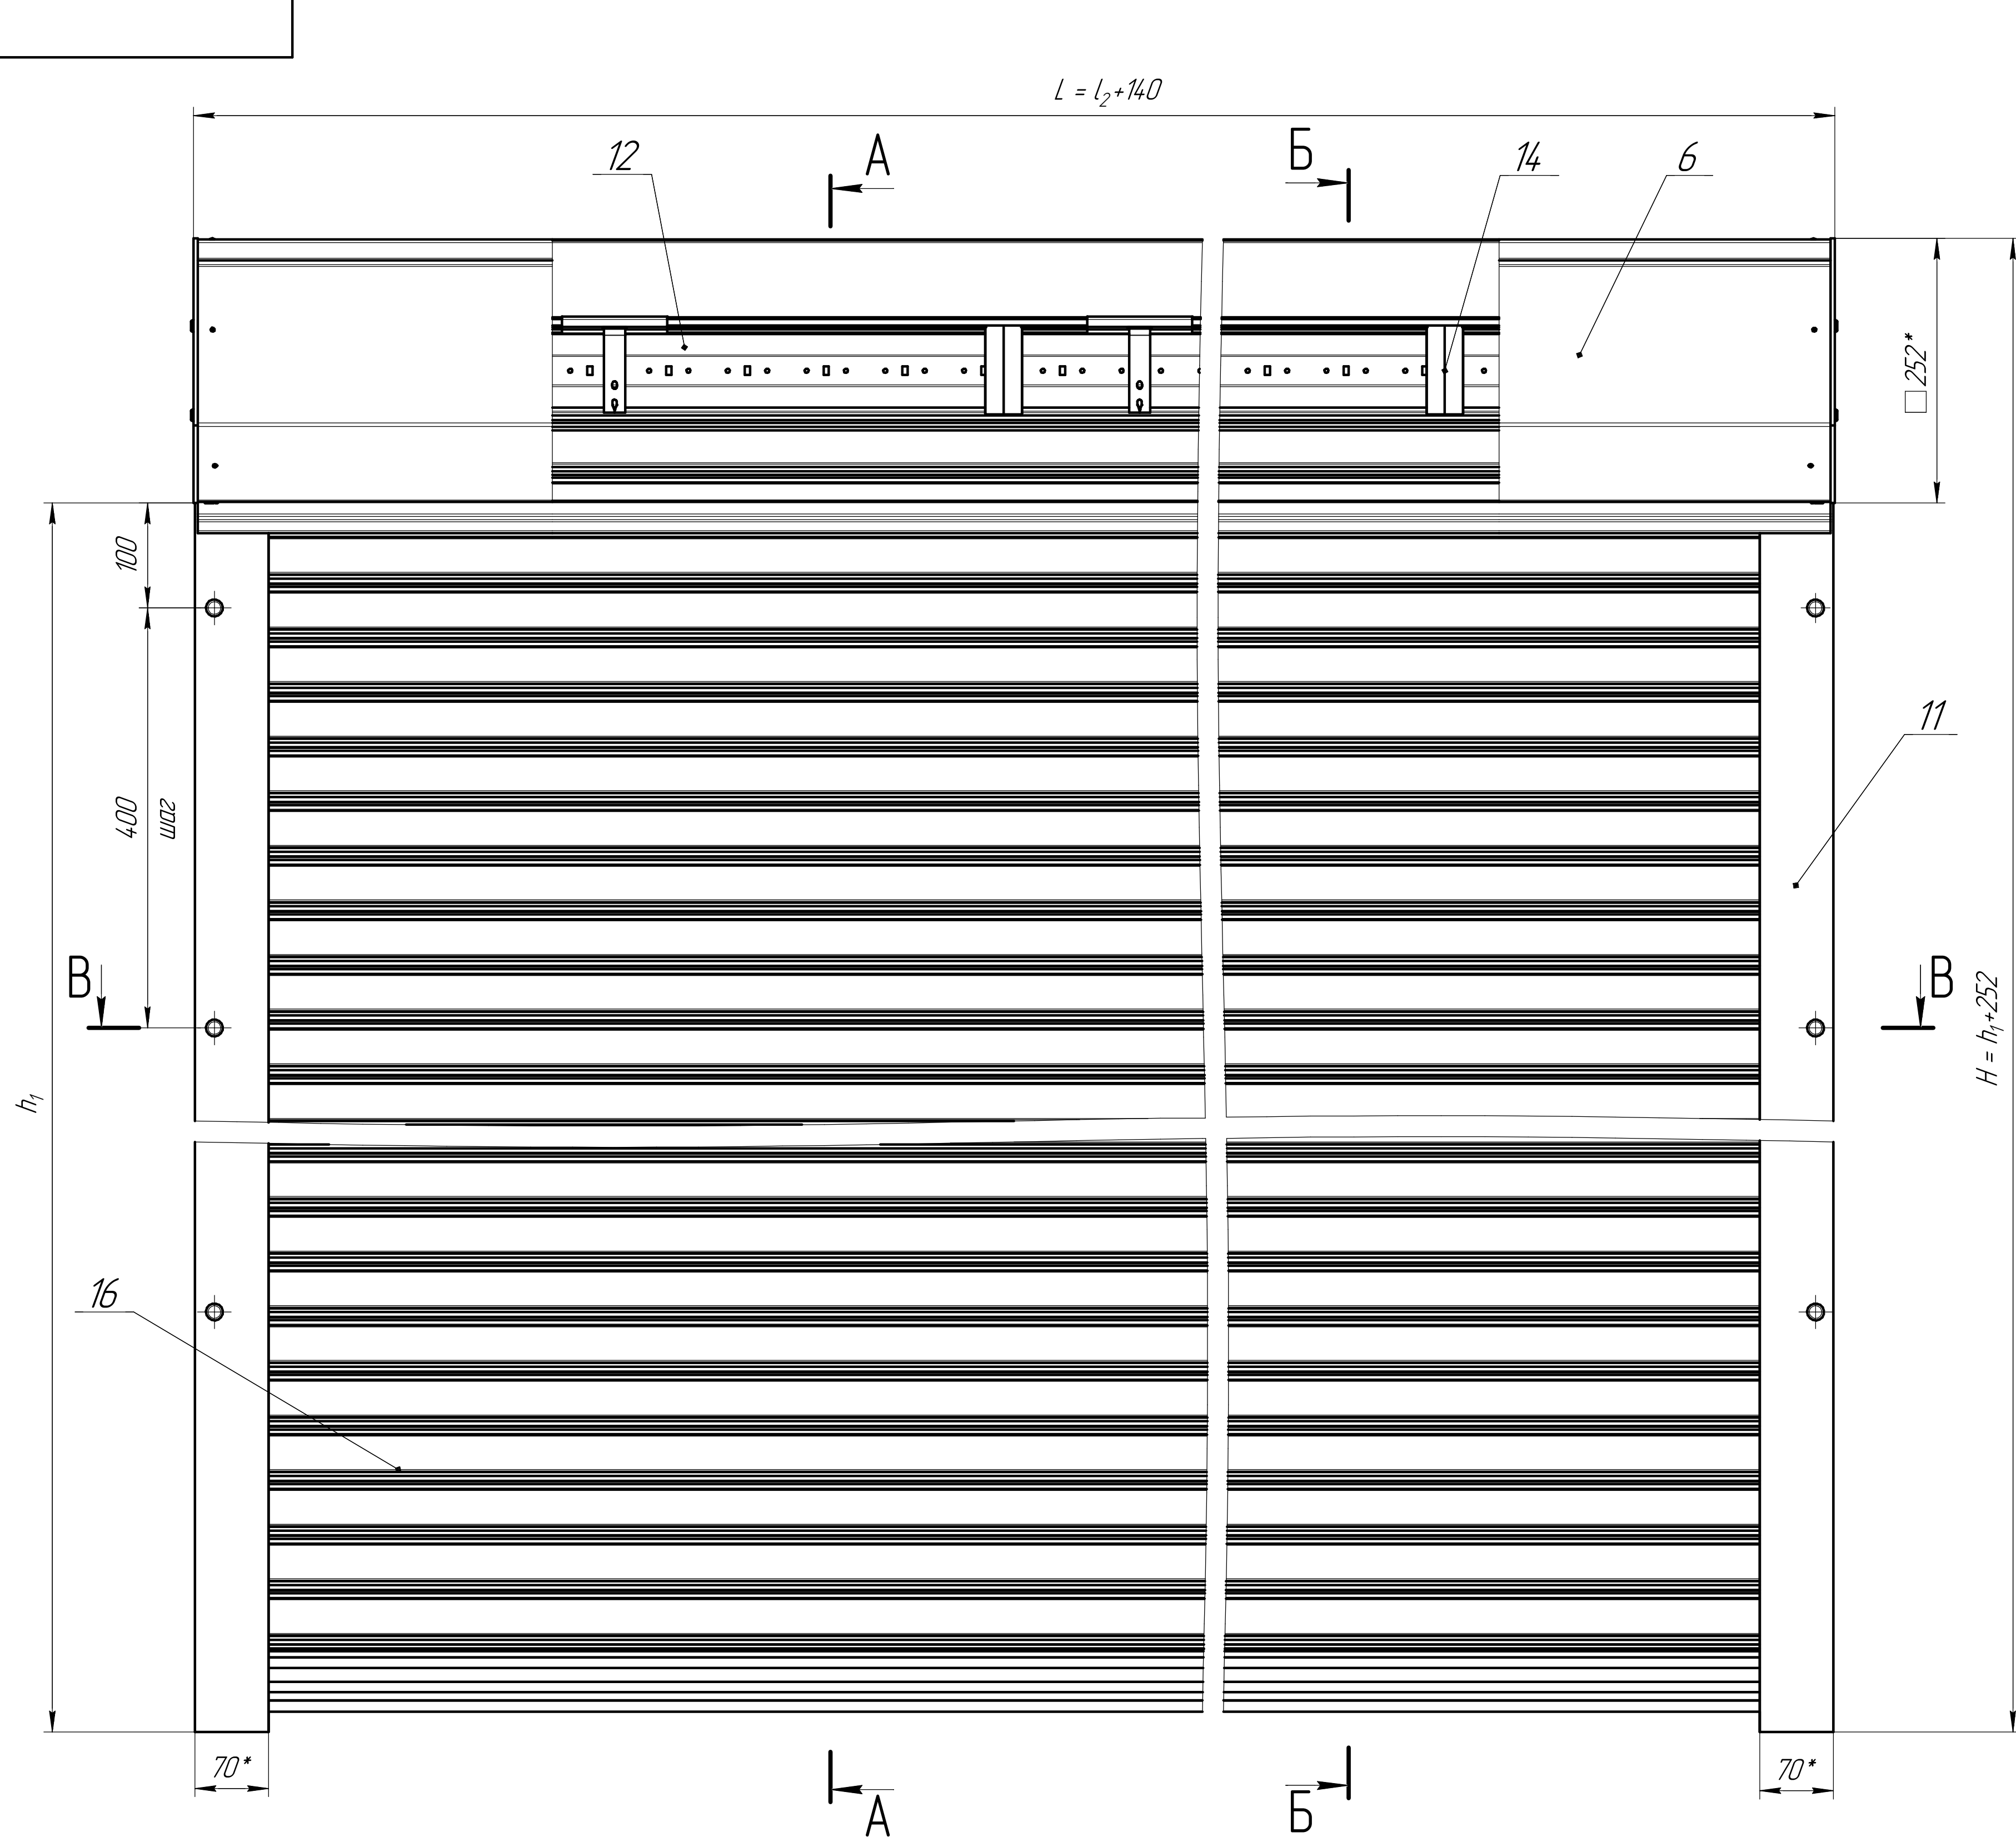 L = l₂+140
12
А
Б
14
6
□ 252*
100
11
400
шаг
В
В
H = h₁+252
h₁
16
70*
70*
А
Б